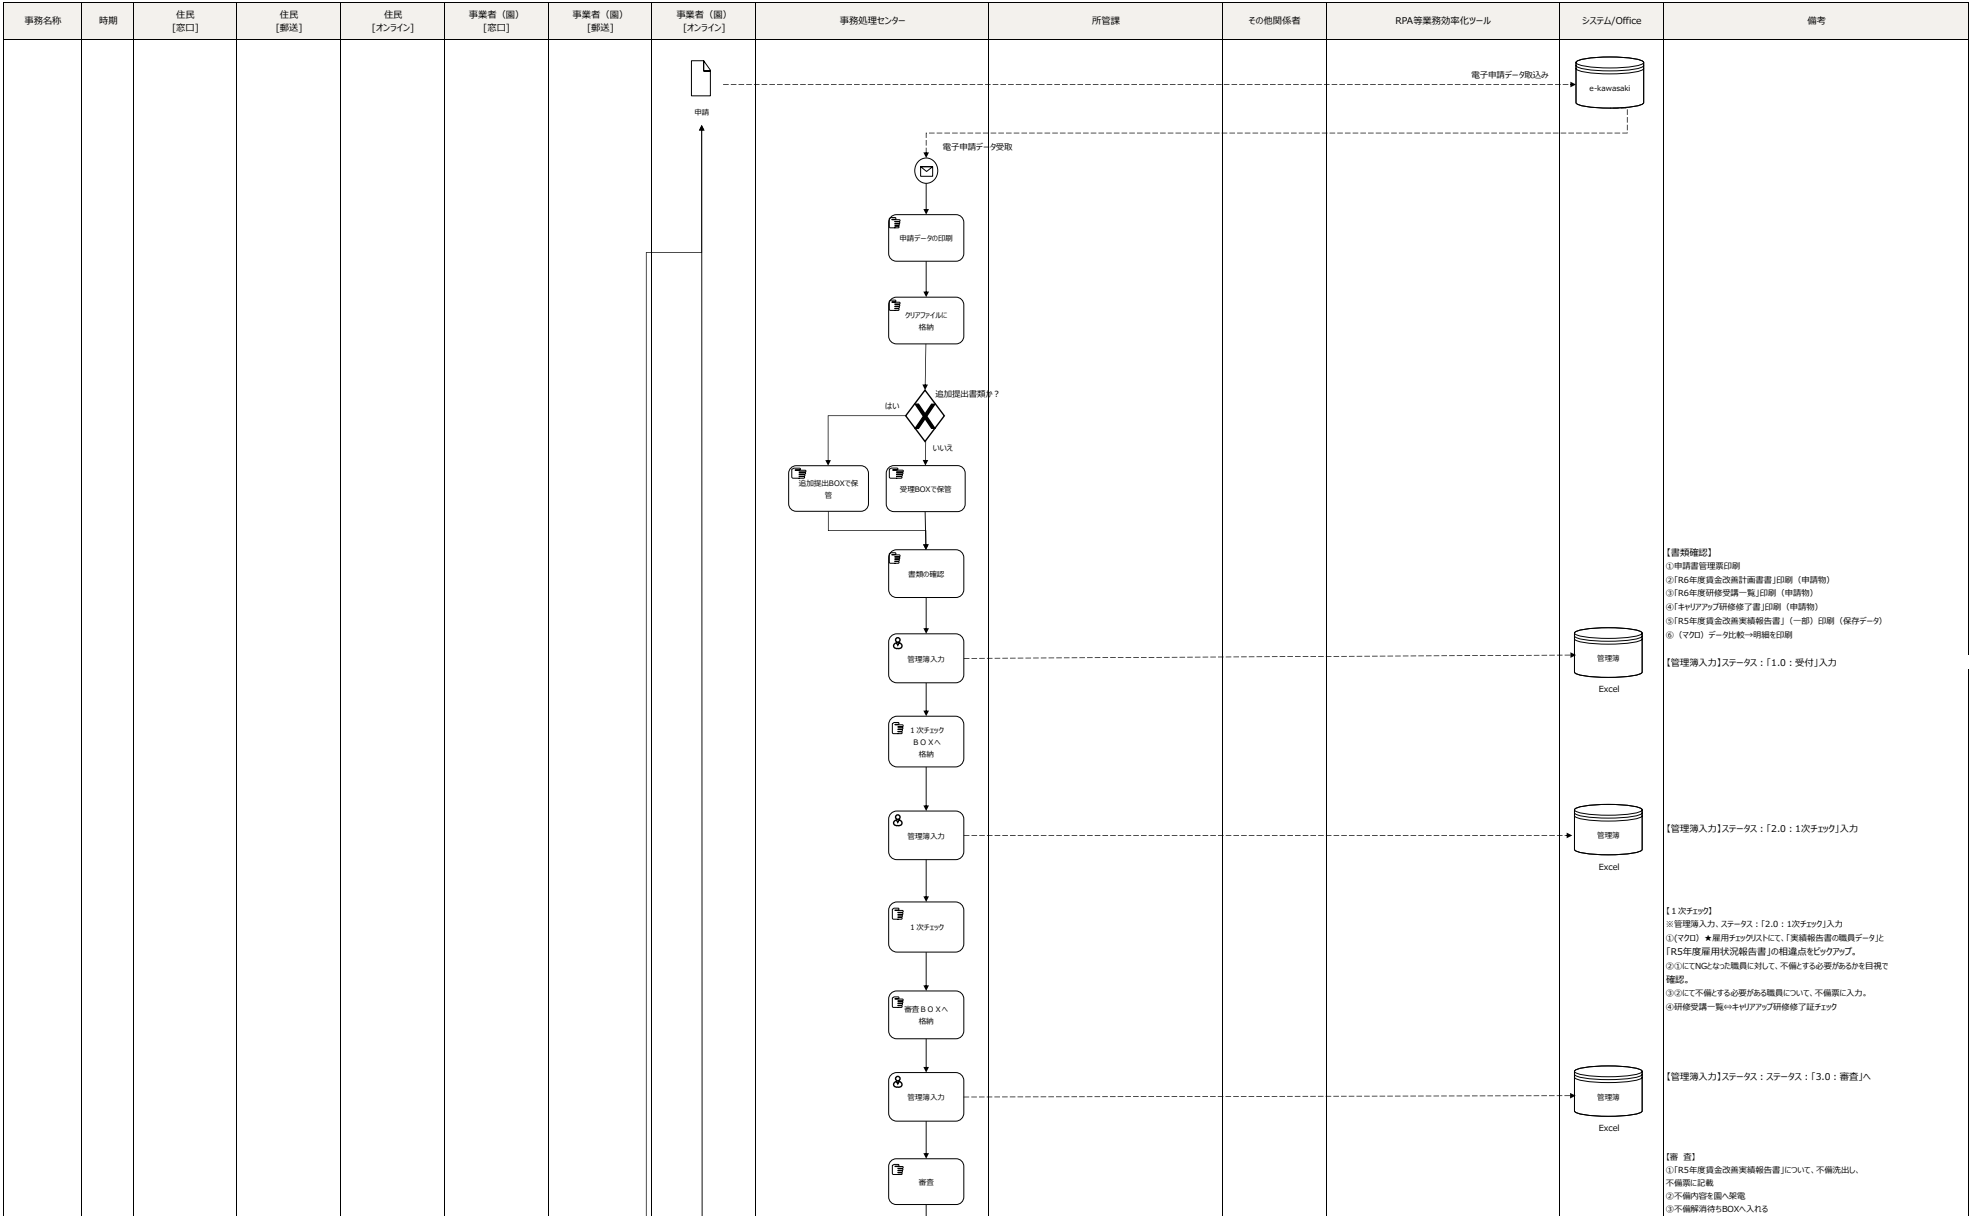 事務名称
時期
住民
[窓口]
住民
[郵送]
住民
[オンライン]
事業者（園）
[窓口]
事業者（園）
[郵送]
事業者（園）
[オンライン]
事務処理センター
所管課
その他関係者
RPA等業務効率化ツール
システム/Office
備考
申請
電子申請データ取込み
e-kawasaki
電子申請データ受取
申請データの印刷
クリアファイルに
格納
追加提出書類か？
はい
いいえ
追加提出BOXで保
管
受理BOXで保管
書類の確認
【書類確認】
①申請書管理票印刷
②「R6年度賃金改善計画書書」印刷（申請物）
③「R6年度研修受講一覧」印刷（申請物）
④「キャリアアップ研修修了書」印刷（申請物）
⑤「R5年度賃金改善実績報告書」（一部）印刷（保存データ）
⑥（マクロ）データ比較→明細を印刷
管理簿入力
管理簿
Excel
【管理簿入力】ステータス：「1.0：受付」入力
１次チェック
ＢＯＸへ
格納
管理簿入力
管理簿
Excel
【管理簿入力】ステータス：「2.0：1次チェック」入力
１次チェック
【１次チェック】
※管理簿入力、ステータス：「2.0：1次チェック」入力
①(マクロ）★雇用チェックリストにて、「実績報告書の職員データ」と
「R5年度雇用状況報告書」の相違点をピックアップ。
②①にてNGとなった職員に対して、不備とする必要があるかを目視で
確認。
③②にて不備とする必要がある職員について、不備票に入力。
④研修受講一覧⇔キャリアアップ研修修了証チェック
審査ＢＯＸへ
格納
管理簿入力
管理簿
Excel
【管理簿入力】ステータス：ステータス：「3.0：審査」へ
審査
【審 査】
①「R5年度賃金改善実績報告書」について、不備洗出し、
不備票に記載
②不備内容を園へ架電
③不備解消待ちBOXへ入れる